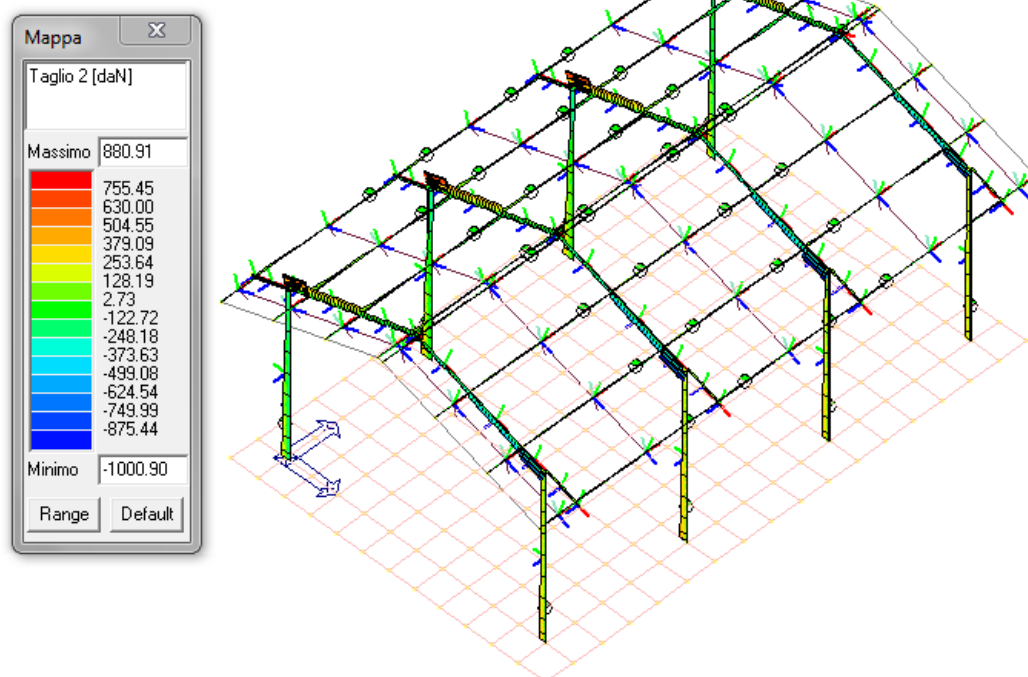 Mappa
Taglio 2 [daN]
Massimo 880.91
755.45
630.00
504.55
379.09
253.64
128.19
2.73
-122.72
-248.18
-373.63
-499.08
-624.54
-749.99
-875.44
Minimo -1000.90
Range Default